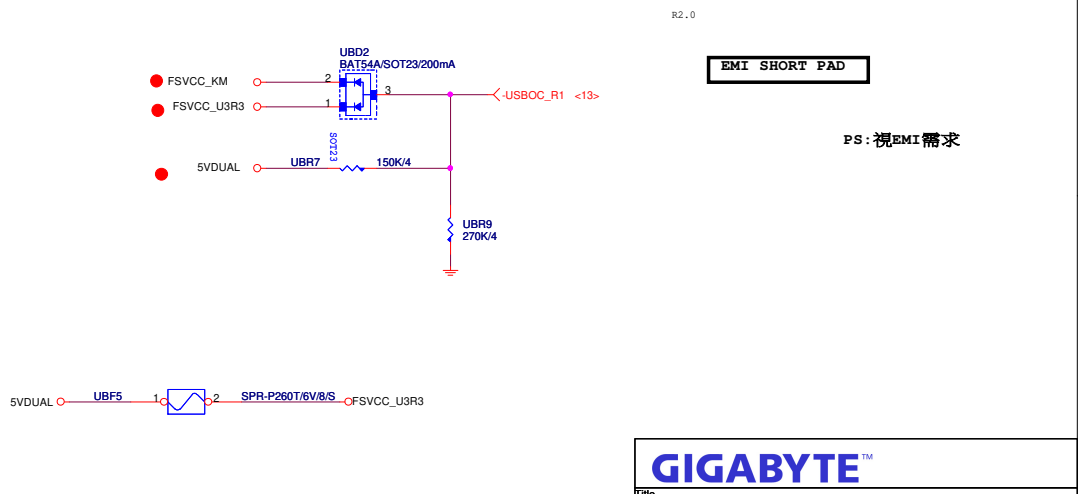 R2.0
UBD2
BAT54A/SOT23/200mA
EMI SHORT PAD
FSVCC_KM
2
3
-USBOC_R1 <13>
FSVCC_U3R3
1
SOT23
PS:視EMI需求
5VDUAL
UBR7
150K/4
UBR9
270K/4
5VDUAL
UBF5
1
2
SPR-P260T/6V/8/S
FSVCC_U3R3
GIGABYTE™
Title